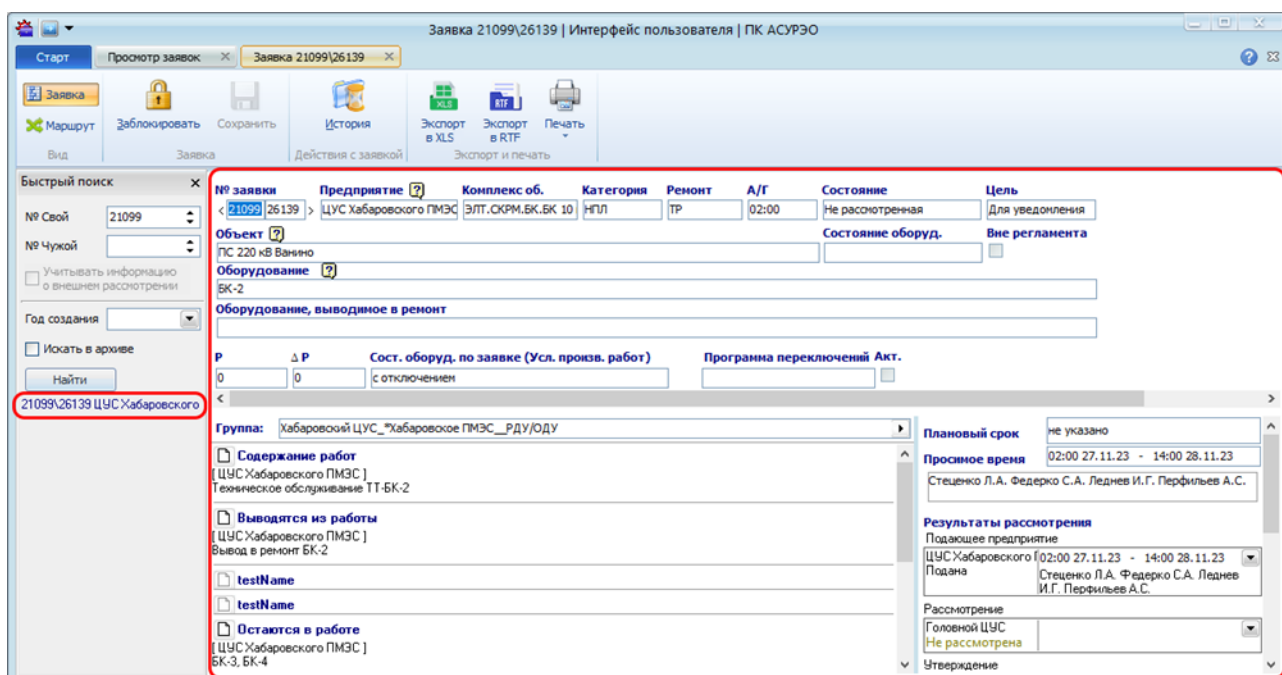 Заявка 21099\26139 | Интерфейс пользователя | ПК АСУРЭО
Старт Просмотр заявок Заявка 21099\26139
Заявка
Маршрут
Заблокировать Сохранить История Экспорт в XLS Экспорт в RTF Печать
Вид Заявка Действия с заявкой Экспорт и печать
Быстрый поиск
№ Свой 21099
№ Чужой
Учитывать информацию
о внешнем рассмотрении
Год создания
Искать в архиве
Найти
21099\26139 ЦУС Хабаровского
№ заявки Предприятие ? Комплекс об. Категория Ремонт А/Г Состояние Цель
< 21099 26139 > ЦУС Хабаровского ПМЭС ЭЛТ.СКРМ.БК.БК 10 НПЛ ТР 02:00 Не рассмотренная Для уведомления
Объект ? Состояние оборуд. Вне регламента
ПС 220 кВ Ванино
Оборудование ?
БК-2
Оборудование, выводимое в ремонт
Р Δ Р Сост. оборуд. по заявке (Усл. произв. работ) Программа переключений Акт.
0 0 с отключением
Группа: Хабаровский ЦУС_*Хабаровское ПМЭС__РДУ/ОДУ
Содержание работ
[ ЦУС Хабаровского ПМЭС ]
Техническое обслуживание ТТ-БК-2
Выводятся из работы
[ ЦУС Хабаровского ПМЭС ]
Вывод в ремонт БК-2
testName
testName
Остаются в работе
[ ЦУС Хабаровского ПМЭС ]
БК-3, БК-4
Плановый срок не указано
Просимое время 02:00 27.11.23 - 14:00 28.11.23
Стеценко Л.А. Федерко С.А. Леднев И.Г. Перфильев А.С.
Результаты рассмотрения
Подающее предприятие
ЦУС Хабаровского 02:00 27.11.23 - 14:00 28.11.23
Подана Стеценко Л.А. Федерко С.А. Леднев
И.Г. Перфильев А.С.
Рассмотрение
Головной ЦУС
Не рассмотрена
Утверждение